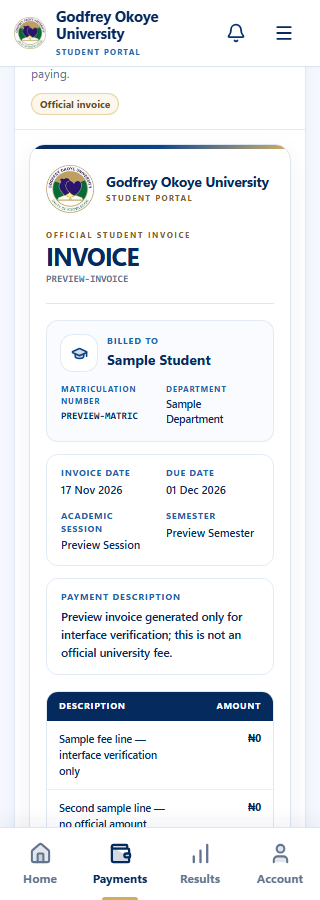 Godfrey Okoye
University
STUDENT PORTAL
paying.
Official invoice
Godfrey Okoye University
STUDENT PORTAL
OFFICIAL STUDENT INVOICE
INVOICE
PREVIEW-INVOICE
BILLED TO
Sample Student
MATRICULATION
NUMBER
PREVIEW-MATRIC
DEPARTMENT
Sample
Department
INVOICE DATE
17 Nov 2026
DUE DATE
01 Dec 2026
ACADEMIC
SESSION
Preview Session
SEMESTER
Preview Semester
PAYMENT DESCRIPTION
Preview invoice generated only for
interface verification; this is not an
official university fee.
DESCRIPTION AMOUNT
Sample fee line — ₦0
interface verification
only
Second sample line — ₦0
no official amount
Home Payments Results Account